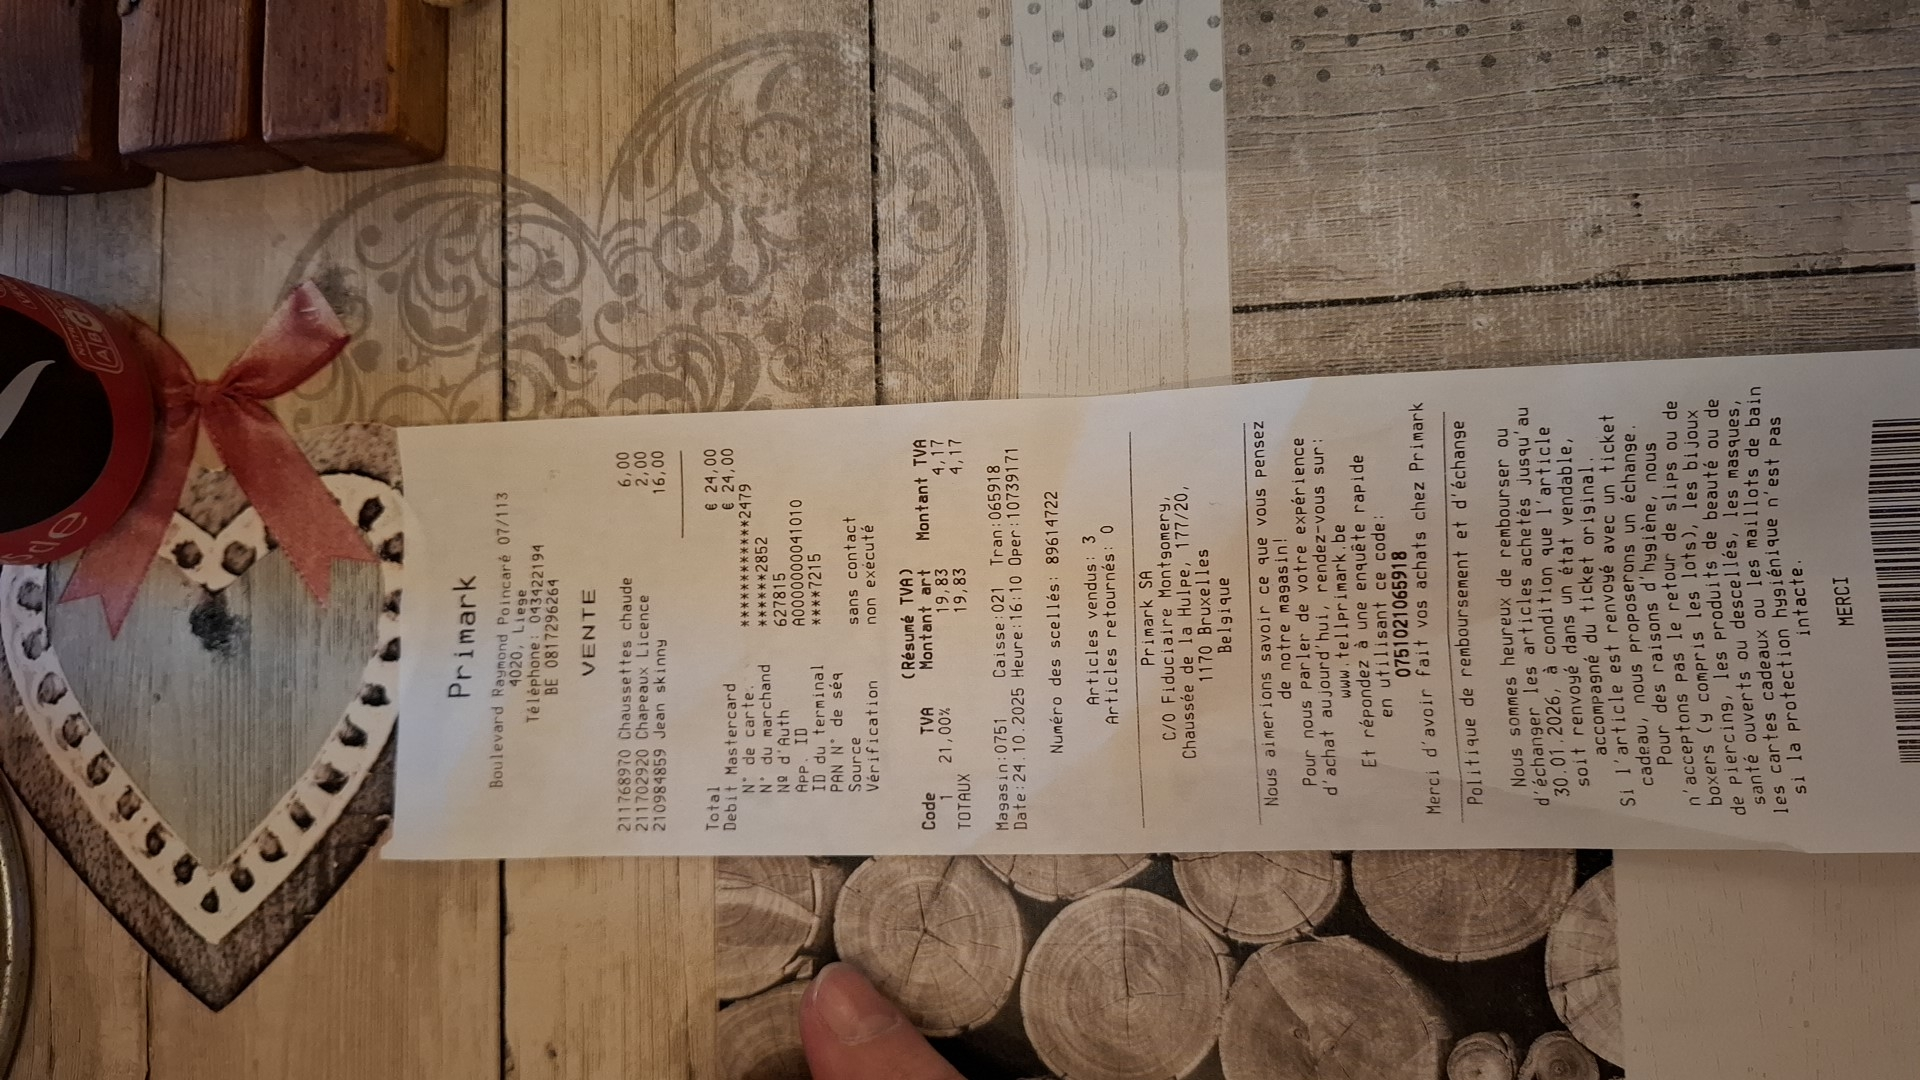 Primark
Boulevard Raymond Poincaré 07/113
4020, Liege
Téléphone: 043422194
BE 0817296264
VENTE
211768970 Chaussettes chaude 6,00
211702920 Chapeaux Licence 2,00
210984859 Jean skinny 16,00
Total € 24,00
Debit Mastercard € 24,00
N° de carte. ************2479
N° du marchand *****2852
Nº d'Auth 627815
App. ID A0000000041010
ID du terminal ****7215
PAN N° de séq
Source sans contact
Vérification non exécuté
(Résumé TVA)
Code TVA Montant art Montant TVA
1 21,00% 19,83 4,17
TOTAUX 19,83 4,17
Magasin:0751 Caisse:021 Tran:065918
Date:24.10.2025 Heure:16:10 Oper:10739171
Numéro des scellés: 89614722
Articles vendus: 3
Articles retournés: 0
Primark SA
C/O Fiduciaire Montgomery,
Chaussée de la Hulpe, 177/20,
1170 Bruxelles
Belgique
Nous aimerions savoir ce que vous pensez
de notre magasin!
Pour nous parler de votre expérience
d'achat aujourd'hui, rendez-vous sur:
www.tellprimark.be
Et répondez à une enquête rapide
en utilisant ce code:
0751021065918
Merci d'avoir fait vos achats chez Primark
Politique de remboursement et d'échange
Nous sommes heureux de rembourser ou
d'échanger les articles achetés jusqu'au
30.01.2026, à condition que l'article
soit renvoyé dans un état vendable,
accompagné du ticket original.
Si l'article est renvoyé avec un ticket
cadeau, nous proposerons un échange.
Pour des raisons d'hygiène, nous
n'acceptons pas le retour de slips ou de
boxers (y compris les lots), les bijoux
de piercing, les produits de beauté ou de
santé ouverts ou descellés, les masques,
les cartes cadeaux ou les maillots de bain
si la protection hygiénique n'est pas
intacte.
MERCI